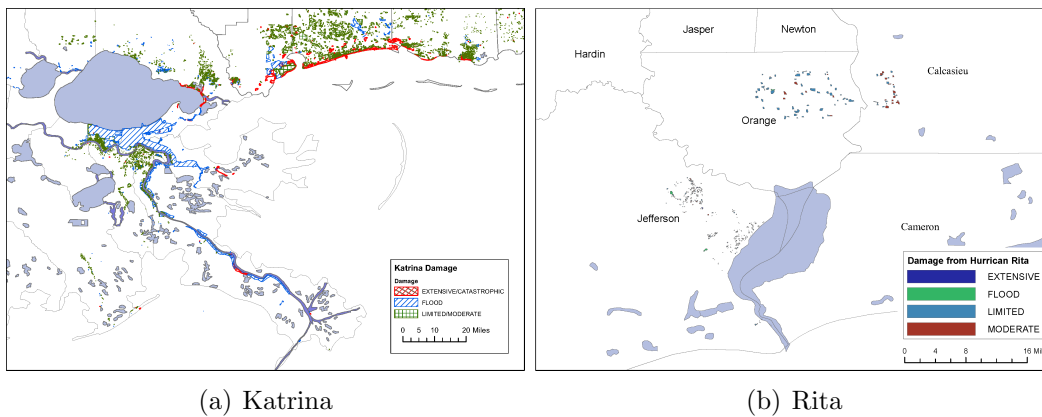 Katrina Damage
Damage
EXTENSIVE/CATASTROPHIC
FLOOD
LIMITED/MODERATE
0 5 10 20 Miles
(a) Katrina
Jasper
Newton
Hardin
Calcasieu
Orange
Jefferson
Cameron
Damage from Hurrican Rita
EXTENSIVE
FLOOD
LIMITED
MODERATE
0 4 8 16 Mil
(b) Rita